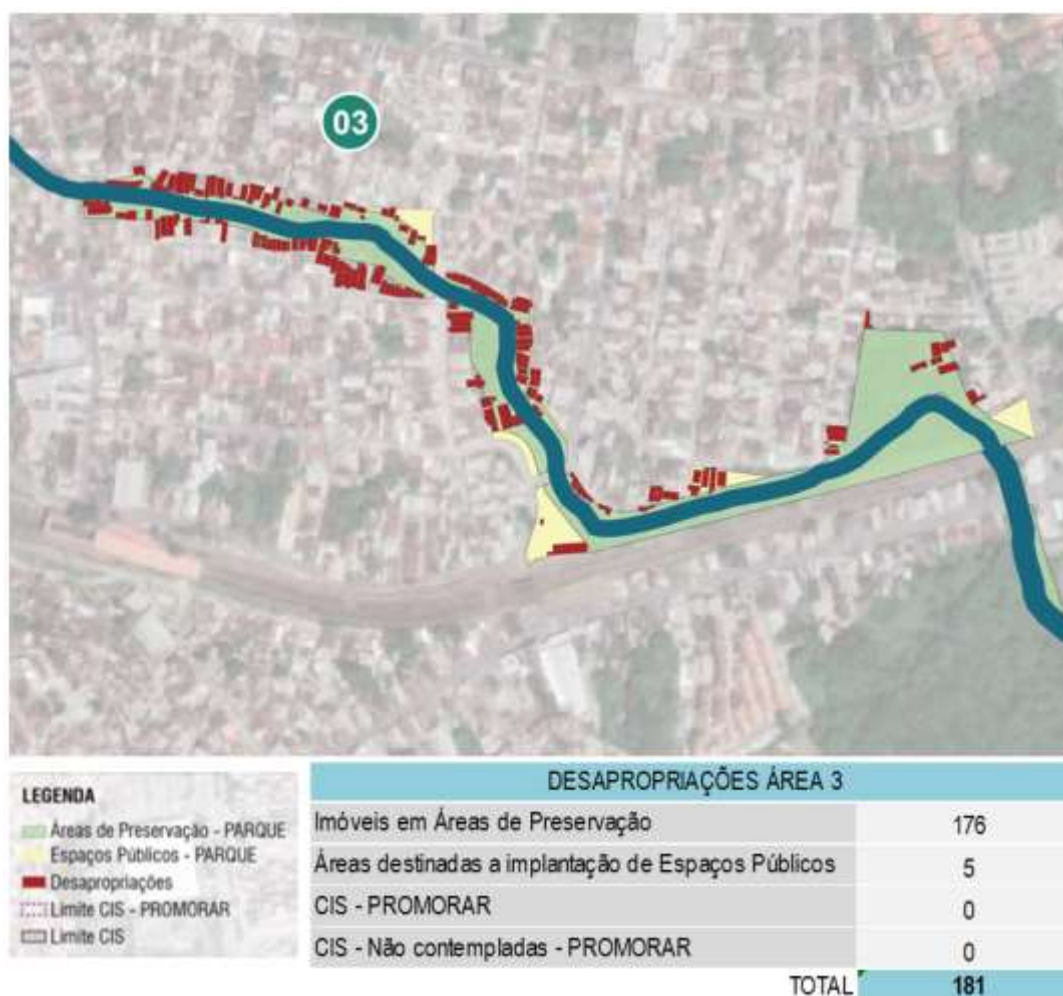 03
LEGENDA
Áreas de Preservação - PARQUE
Espaços Públicos - PARQUE
Desapropriações
Limite CIS - PROMORAR
Limite CIS
DESAPROPRIAÇÕES ÁREA 3
Imóveis em Áreas de Preservação 176
Áreas destinadas a implantação de Espaços Públicos 5
CIS - PROMORAR 0
CIS - Não contempladas - PROMORAR 0
TOTAL 181